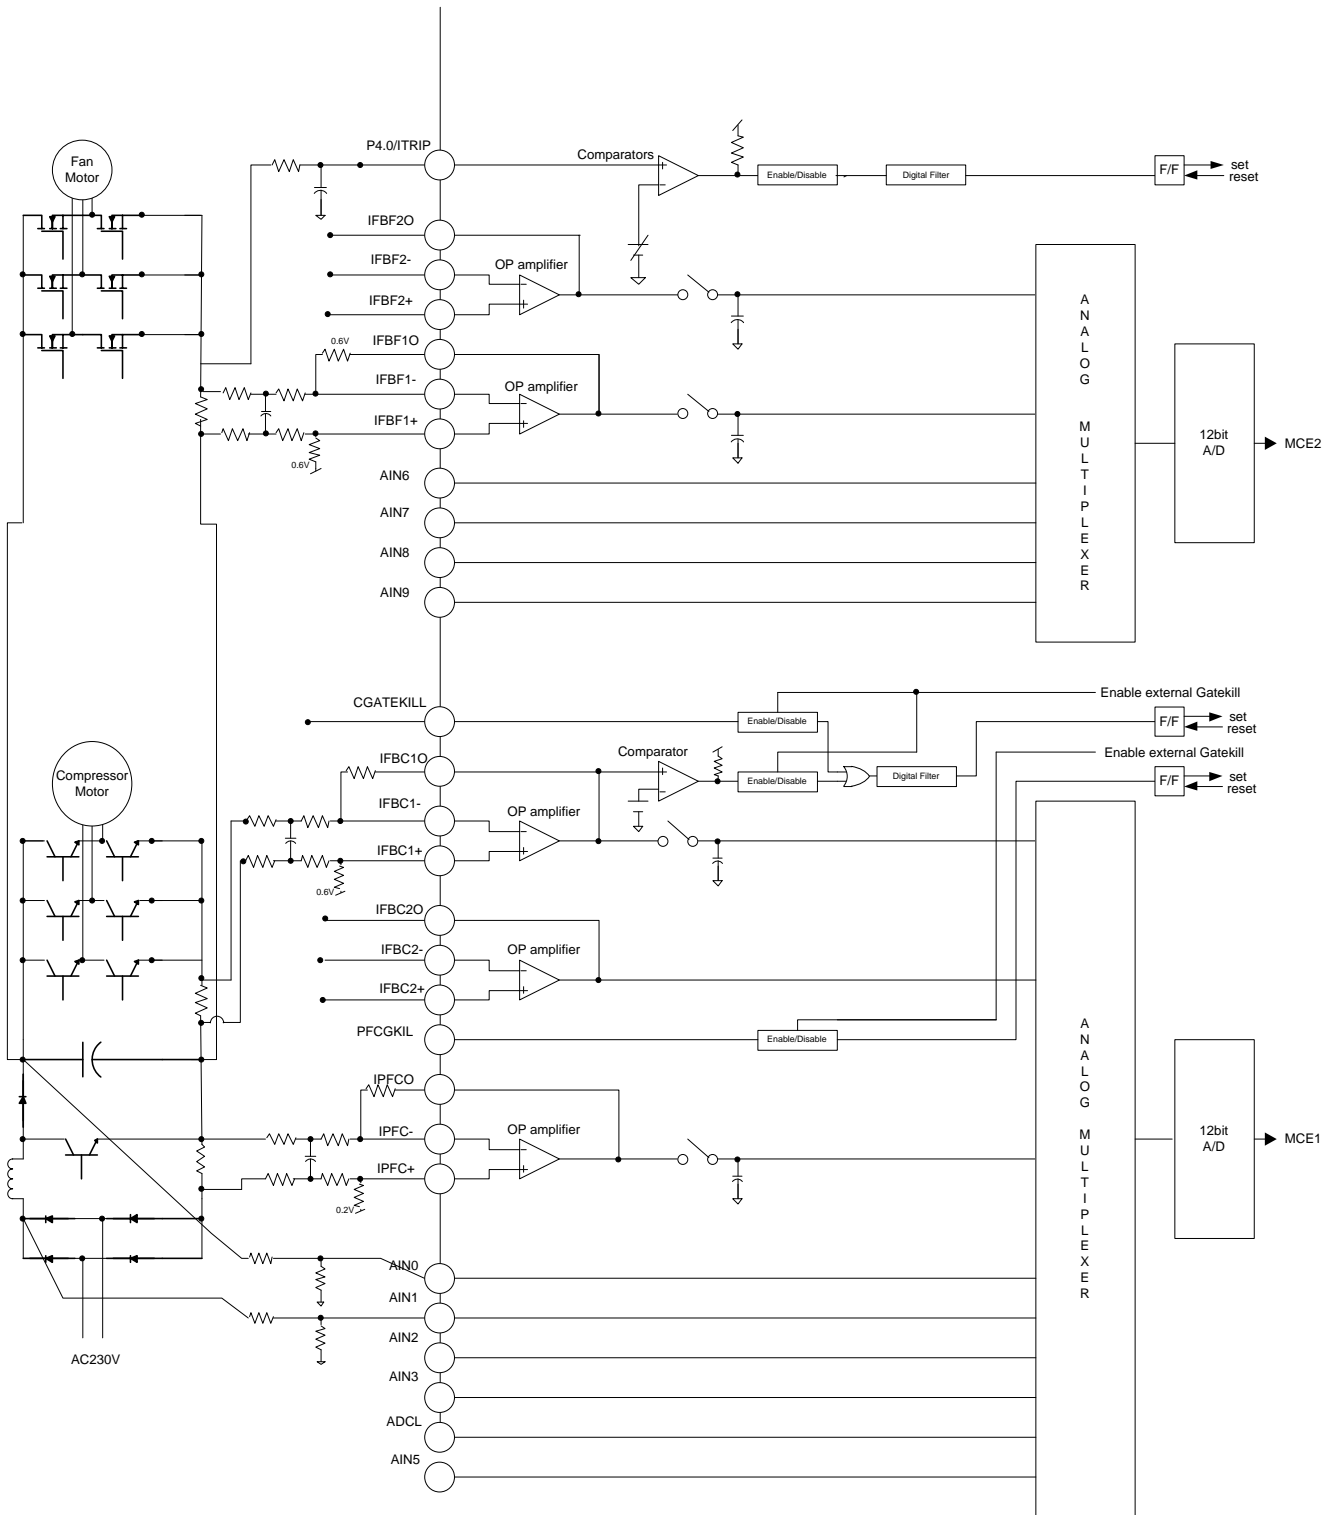 P4.0/ITRIP
Fan
Motor
Comparators
Enable/Disable
Digital Filter
F/F
set
reset
IFBF2O
IFBF2-
OP amplifier
IFBF2+
0.6V
IFBF1O
IFBF1-
OP amplifier
IFBF1+
0.6V
AIN6
AIN7
AIN8
AIN9
ANALOG MULTIPLEXER
12bit
A/D
MCE2
CGATEKILL
Enable/Disable
Enable external Gatekill
F/F
set
reset
Compressor
Motor
IFBC1O
Comparator
Enable/Disable
Digital Filter
Enable external Gatekill
F/F
set
reset
IFBC1-
OP amplifier
IFBC1+
0.6V
IFBC2O
IFBC2-
OP amplifier
IFBC2+
PFCGKIL
Enable/Disable
IPFCO
IPFC-
OP amplifier
IPFC+
0.2V
ANALOG MULTIPLEXER
12bit
A/D
MCE1
AIN0
AIN1
AIN2
AC230V
AIN3
ADCL
AIN5